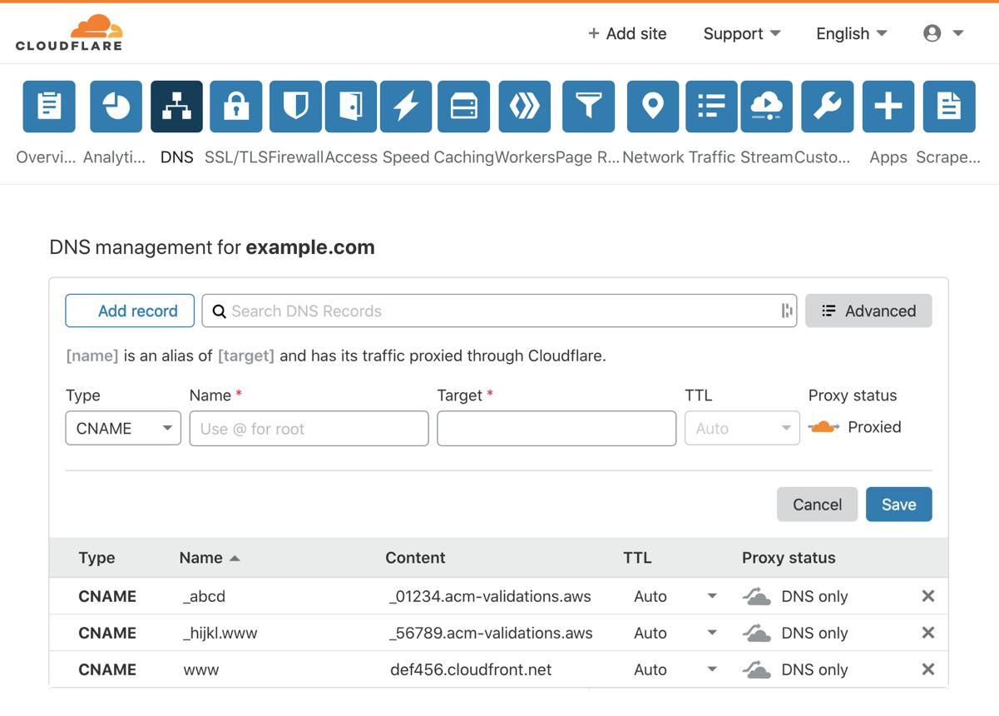 CLOUDFLARE
+ Add site Support English
Overvi... Analyti... DNS SSL/TLS Firewall Access Speed Caching Workers Page R... Network Traffic Stream Custo... Apps Scrape...
DNS management for example.com
Add record Search DNS Records Advanced
[name] is an alias of [target] and has its traffic proxied through Cloudflare.
Type Name * Target * TTL Proxy status
CNAME Use @ for root Auto Proxied
Cancel Save
Type Name Content TTL Proxy status
CNAME _abcd _01234.acm-validations.aws Auto DNS only
CNAME _hijkl.www _56789.acm-validations.aws Auto DNS only
CNAME www def456.cloudfront.net Auto DNS only